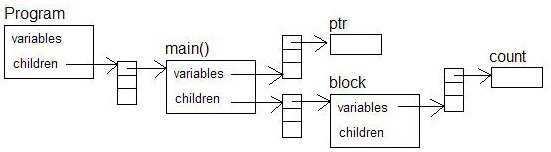 Program
variables
children
main()
variables
children
ptr
block
variables
children
count